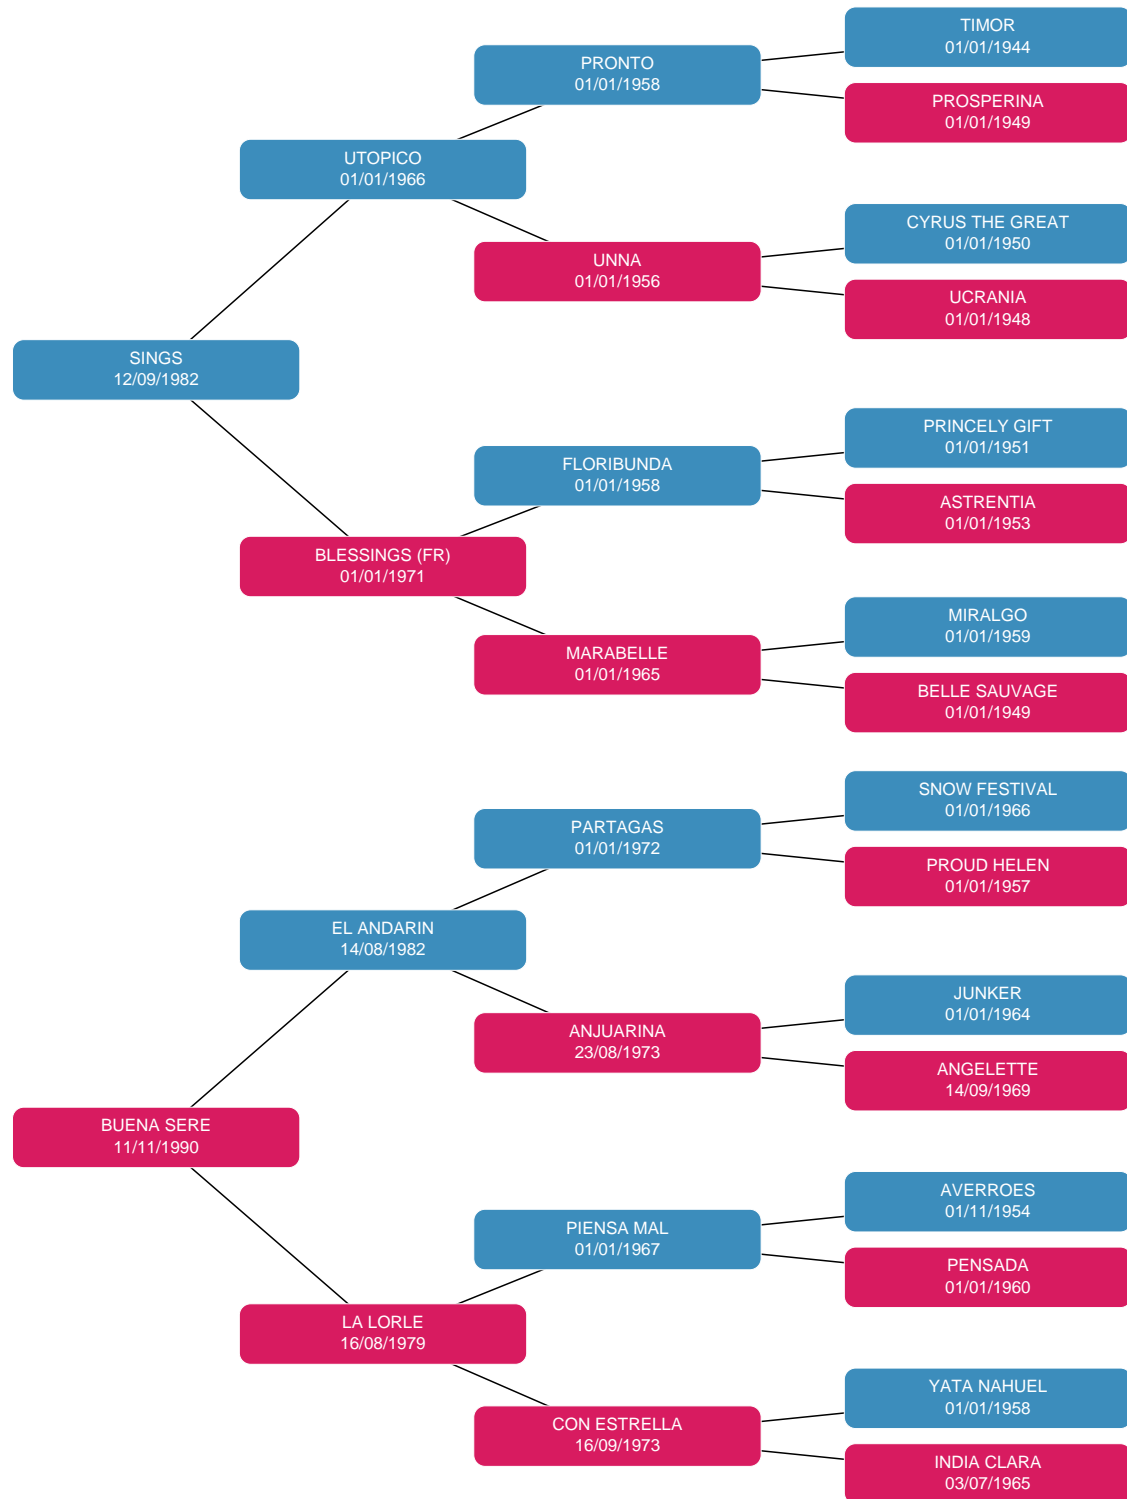 TIMOR
01/01/1944
PRONTO
01/01/1958
PROSPERINA
01/01/1949
UTOPICO
01/01/1966
CYRUS THE GREAT
01/01/1950
UNNA
01/01/1956
UCRANIA
01/01/1948
SINGS
12/09/1982
PRINCELY GIFT
01/01/1951
FLORIBUNDA
01/01/1958
ASTRENTIA
01/01/1953
BLESSINGS (FR)
01/01/1971
MIRALGO
01/01/1959
MARABELLE
01/01/1965
BELLE SAUVAGE
01/01/1949
SNOW FESTIVAL
01/01/1966
PARTAGAS
01/01/1972
PROUD HELEN
01/01/1957
EL ANDARIN
14/08/1982
JUNKER
01/01/1964
ANJUARINA
23/08/1973
ANGELETTE
14/09/1969
BUENA SERE
11/11/1990
AVERROES
01/11/1954
PIENSA MAL
01/01/1967
PENSADA
01/01/1960
LA LORLE
16/08/1979
YATA NAHUEL
01/01/1958
CON ESTRELLA
16/09/1973
INDIA CLARA
03/07/1965